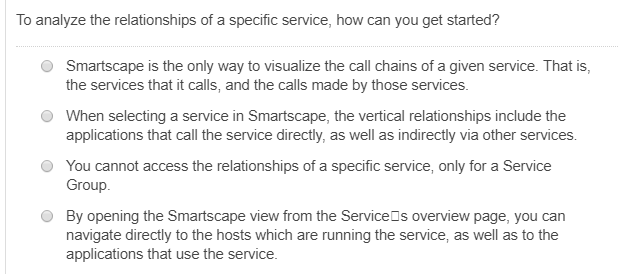 To analyze the relationships of a specific service, how can you get started?
Smartscape is the only way to visualize the call chains of a given service. That is,
the services that it calls, and the calls made by those services.
When selecting a service in Smartscape, the vertical relationships include the
applications that call the service directly, as well as indirectly via other services.
You cannot access the relationships of a specific service, only for a Service
Group.
By opening the Smartscape view from the Service□s overview page, you can
navigate directly to the hosts which are running the service, as well as to the
applications that use the service.